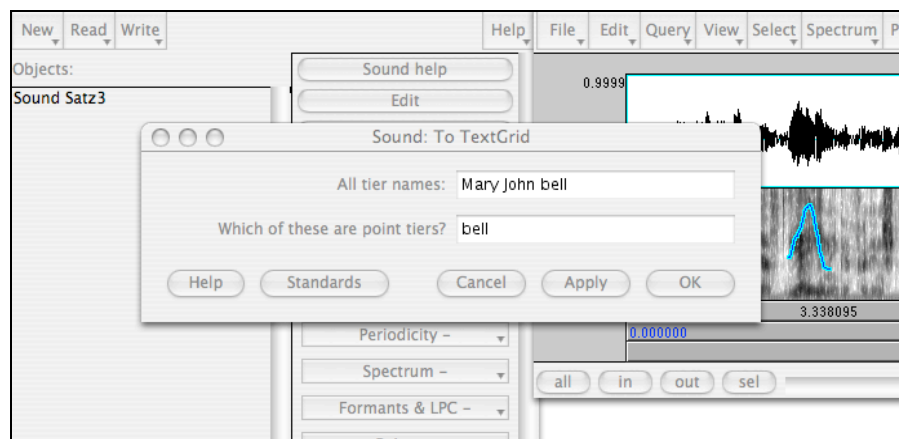 New Read Write Help File Edit Query View Select Spectrum
Objects:
Sound Satz3
Sound help
Edit
0.9999
Sound: To TextGrid
All tier names: Mary John bell
Which of these are point tiers? bell
Help Standards Cancel Apply OK
3.338095
Periodicity –
0.000000
Spectrum –
all in out sel
Formants & LPC –